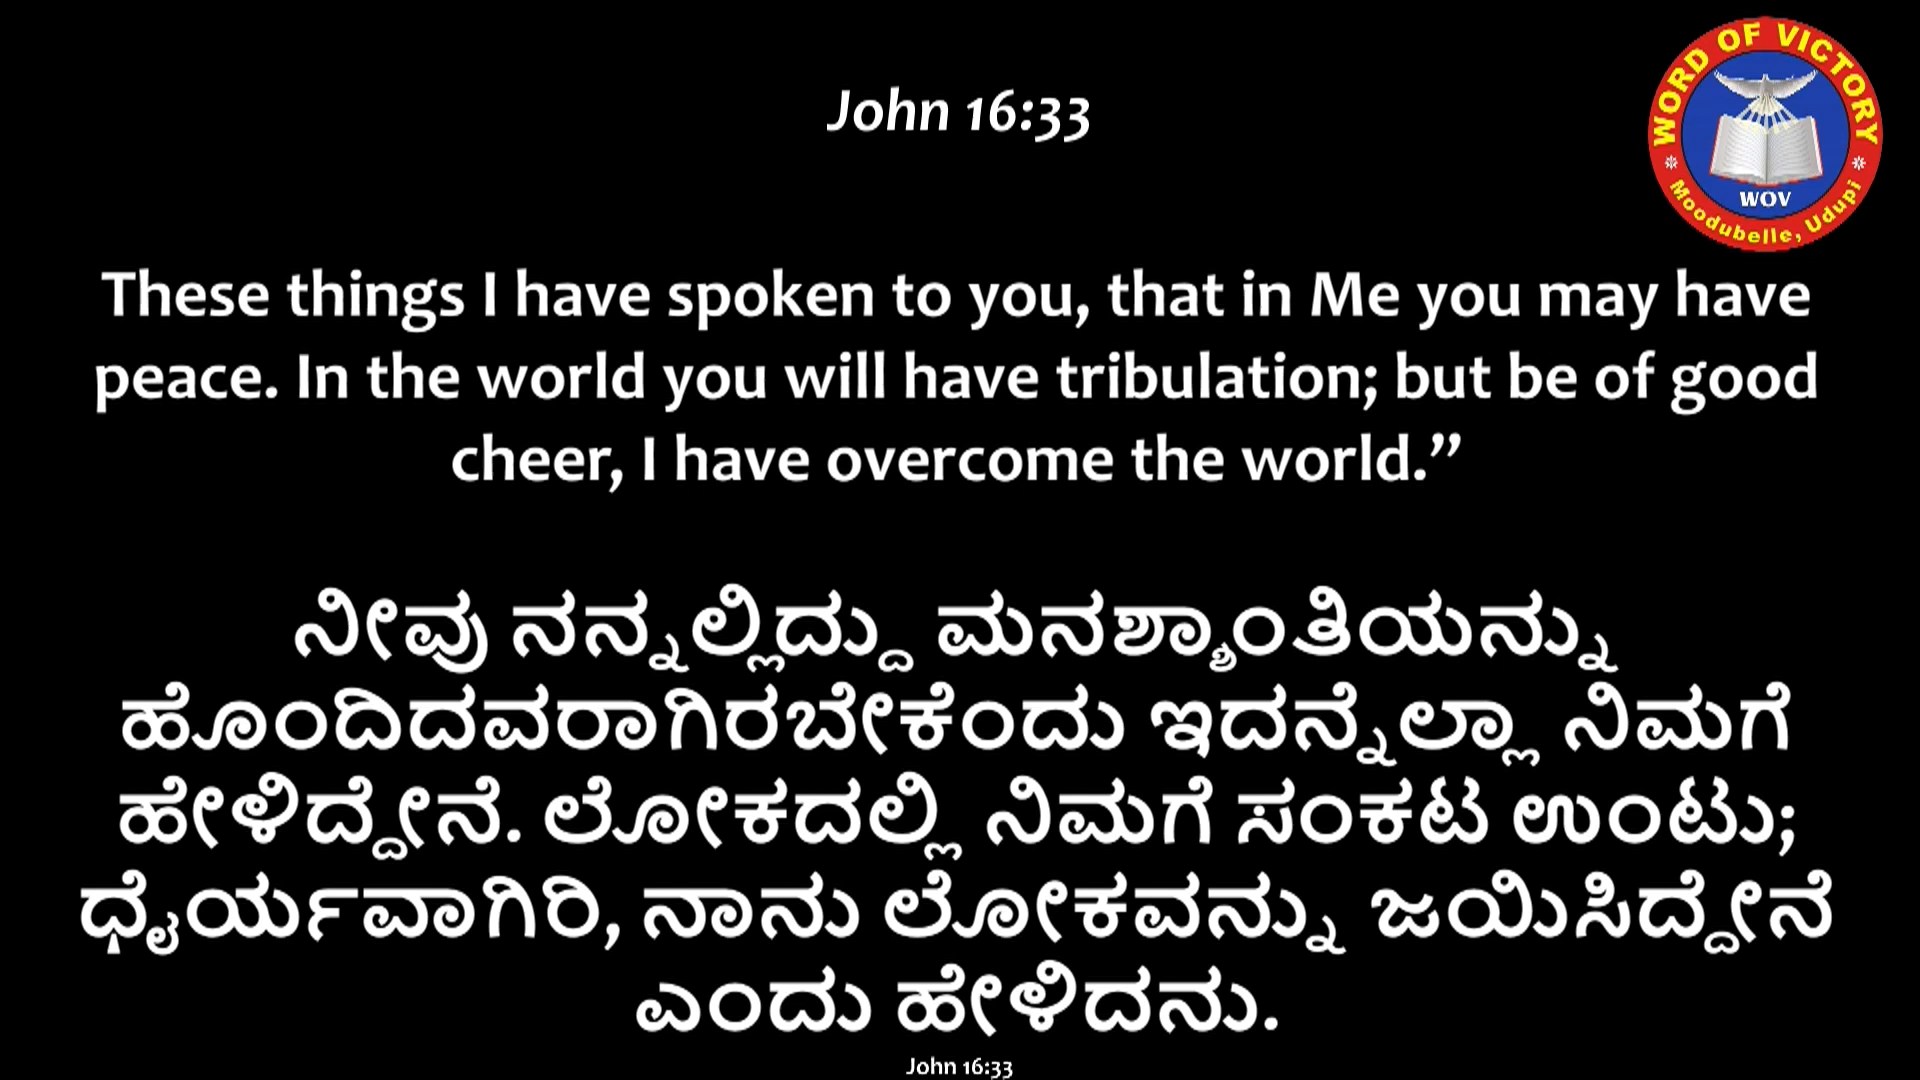 John 16:33
WORD OF VICTORY
WOV
Moodubelle, Udupi
These things I have spoken to you, that in Me you may have
peace. In the world you will have tribulation; but be of good
cheer, I have overcome the world.”
ನೀವು ನನ್ನಲ್ಲಿದ್ದು ಮನಶ್ಶಾಂತಿಯನ್ನು
ಹೊಂದಿದವರಾಗಿರಬೇಕೆಂದು ಇದನ್ನೆಲ್ಲಾ ನಿಮಗೆ
ಹೇಳಿದ್ದೇನೆ. ಲೋಕದಲ್ಲಿ ನಿಮಗೆ ಸಂಕಟ ಉಂಟು;
ಧೈರ್ಯವಾಗಿರಿ, ನಾನು ಲೋಕವನ್ನು ಜಯಿಸಿದ್ದೇನೆ
ಎಂದು ಹೇಳಿದನು.
John 16:33